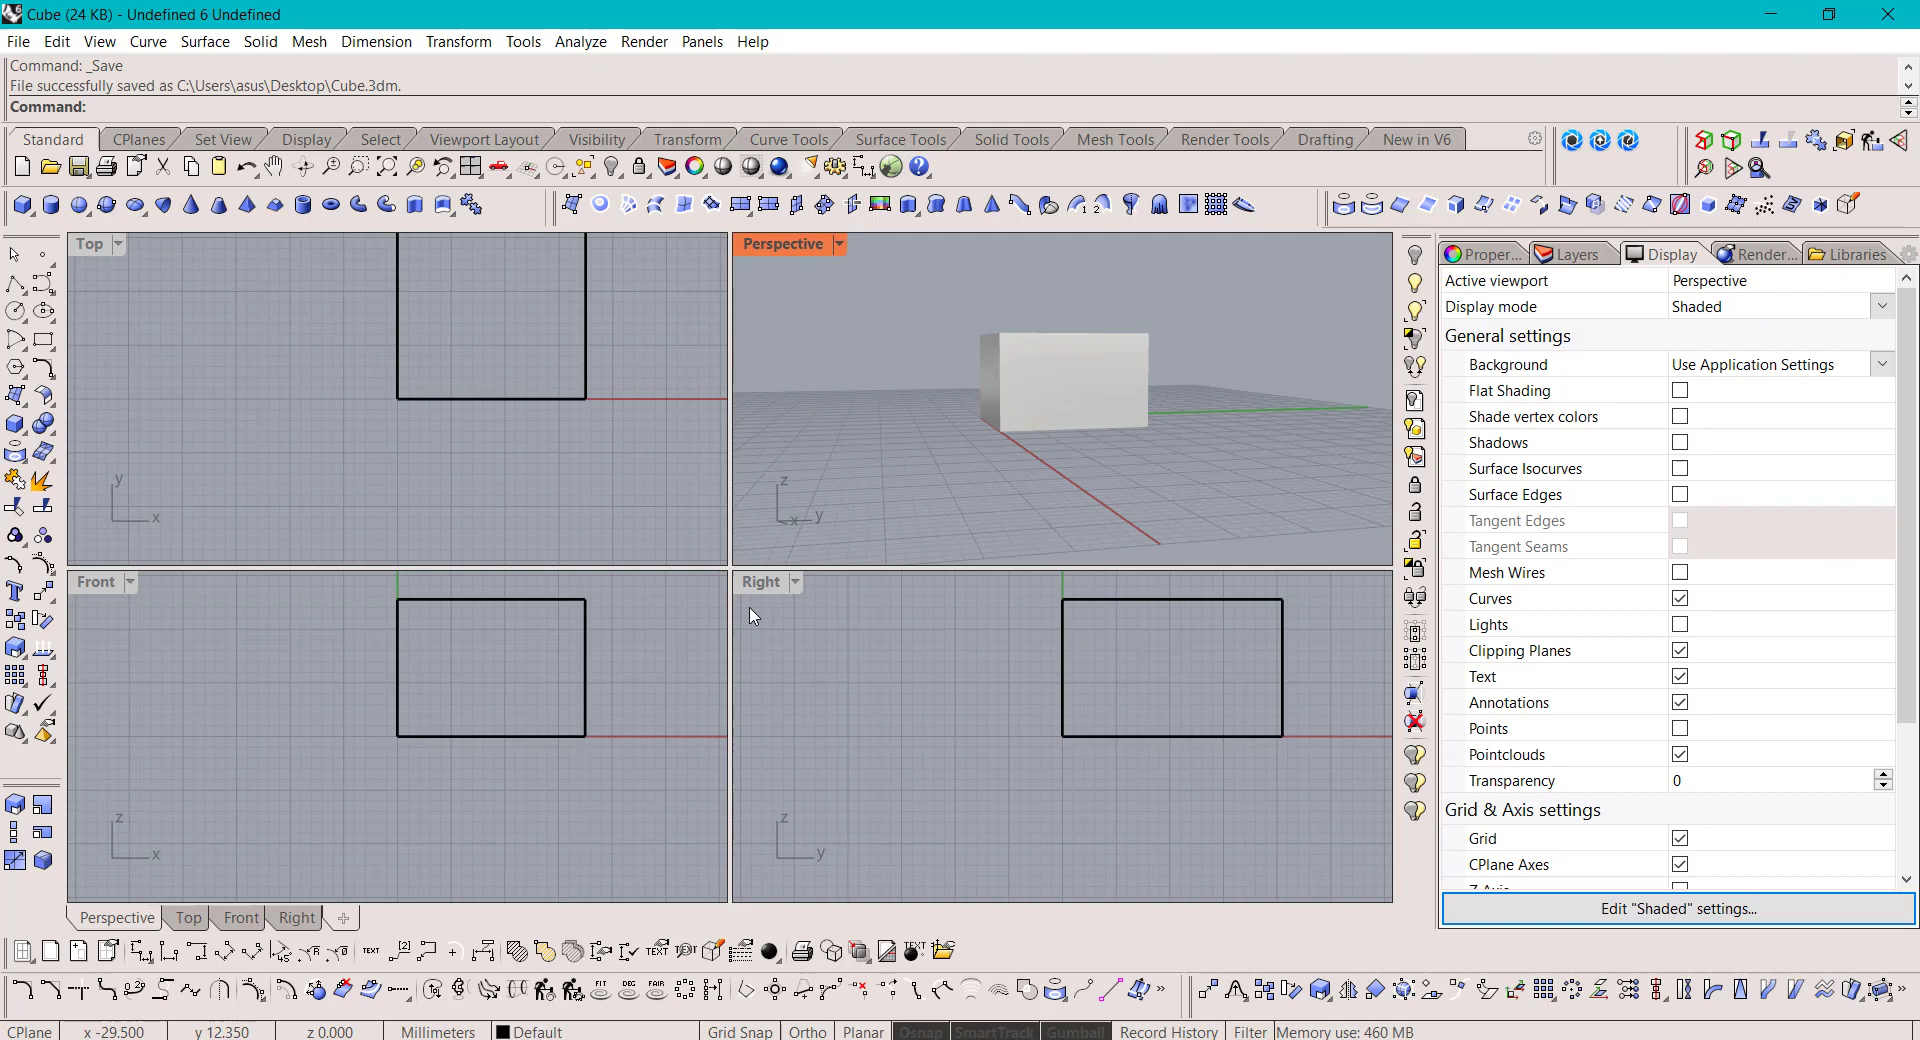 Cube (24 KB) - Undefined 6 Undefined
File Edit View Curve Surface Solid Mesh Dimension Transform Tools Analyze Render Panels Help
Command: _Save
File successfully saved as C:\Users\asus\Desktop\Cube.3dm.
Command:
Standard CPlanes Set View Display Select Viewport Layout Visibility Transform Curve Tools Surface Tools Solid Tools Mesh Tools Render Tools Drafting New in V6
Top
y
x
Perspective
z
x y
Front
z
x
Right
z
y
Perspective Top Front Right
Proper... Layers Display Render... Libraries
Active viewport Perspective
Display mode Shaded
General settings
Background Use Application Settings
Flat Shading
Shade vertex colors
Shadows
Surface Isocurves
Surface Edges
Tangent Edges
Tangent Seams
Mesh Wires
Curves
Lights
Clipping Planes
Text
Annotations
Points
Pointclouds
Transparency 0
Grid & Axis settings
Grid
CPlane Axes
Edit "Shaded" settings...
TEXT
FIT DEG FAIR
CPlane x -29.500 y 12.350 z 0.000 Millimeters Default Grid Snap Ortho Planar Osnap SmartTrack Gumball Record History Filter Memory use: 460 MB